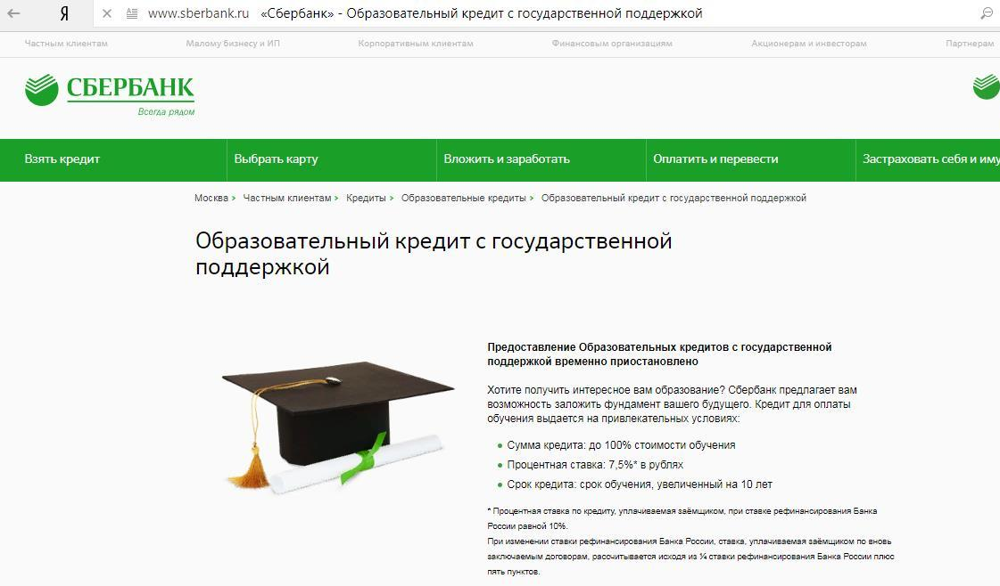 Я www.sberbank.ru «Сбербанк» - Образовательный кредит с государственной поддержкой
Частным клиентам Малому бизнесу и ИП Корпоративным клиентам Финансовым организациям Акционерам и инвесторам Партнерам
СБЕРБАНК
Всегда рядом
Взять кредит Выбрать карту Вложить и заработать Оплатить и перевести Застраховать себя и иму
Москва Частным клиентам Кредиты Образовательные кредиты Образовательный кредит с государственной поддержкой
Образовательный кредит с государственной
поддержкой
Предоставление Образовательных кредитов с государственной
поддержкой временно приостановлено
Хотите получить интересное вам образование? Сбербанк предлагает вам
возможность заложить фундамент вашего будущего. Кредит для оплаты
обучения выдается на привлекательных условиях:
Сумма кредита: до 100% стоимости обучения
Процентная ставка: 7,5%* в рублях
Срок кредита: срок обучения, увеличенный на 10 лет
* Процентная ставка по кредиту, уплачиваемая заёмщиком, при ставке рефинансирования Банка
России равной 10%.
При изменении ставки рефинансирования Банка России, ставка, уплачиваемая заёмщиком по вновь
заключаемым договорам, рассчитывается исходя из ¼ ставки рефинансирования Банка России плюс
пять пунктов.